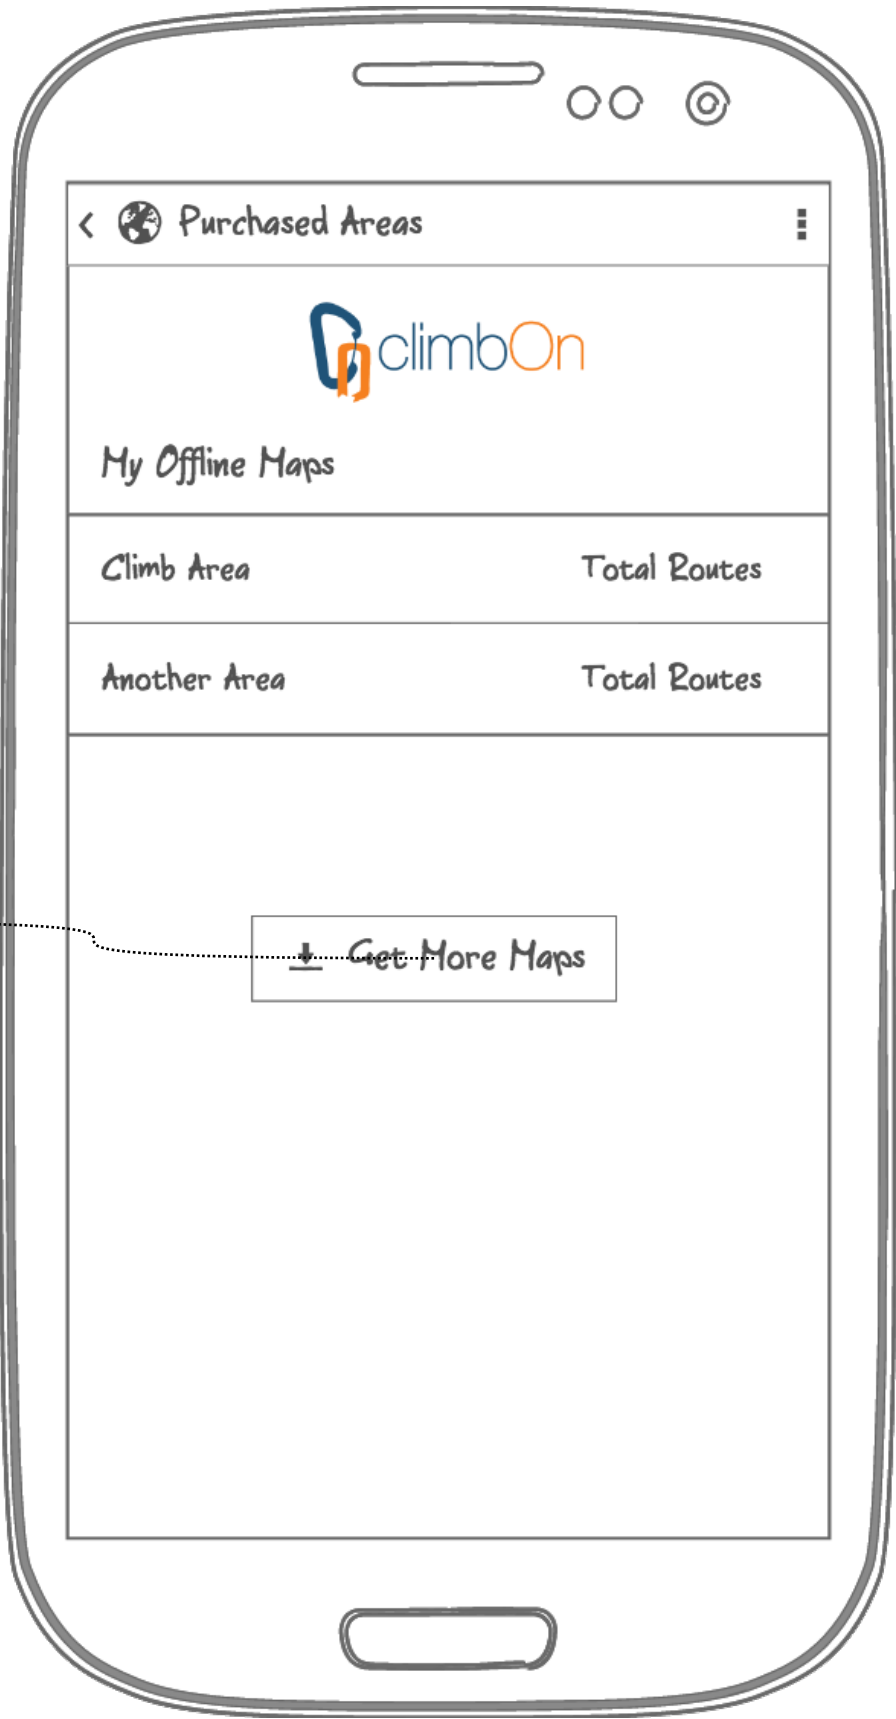 Purchased Areas
climbOn
My Offline Maps
Climb Area Total Routes
Another Area Total Routes
Get More Maps